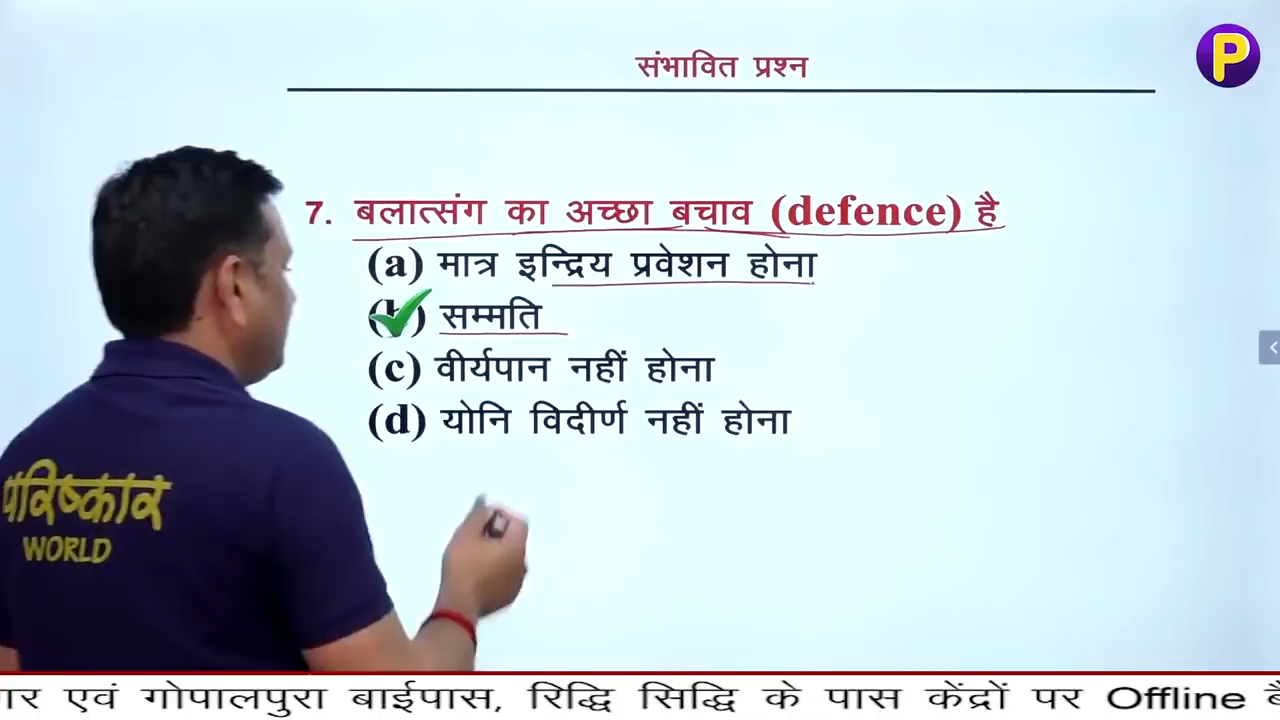 संभावित प्रश्न
P
7. बलात्संग का अच्छा बचाव (defence) है
(a) मात्र इन्द्रिय प्रवेशन होना
(b) सम्मति
(c) वीर्यपान नहीं होना
(d) योनि विदीर्ण नहीं होना
परिष्कार
WORLD
एवं गोपालपुरा बाईपास, रिद्धि सिद्धि के पास केंद्रों पर Offline